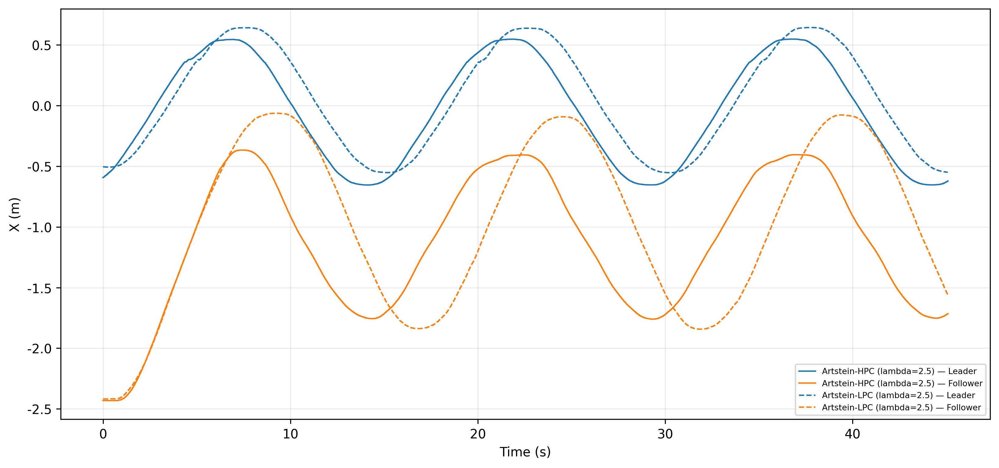 0.5
0.0
-0.5
-1.0
-1.5
-2.0
-2.5
X (m)
0 10 20 30 40
Time (s)
Artstein-HPC (lambda=2.5) — Leader
Artstein-HPC (lambda=2.5) — Follower
Artstein-LPC (lambda=2.5) — Leader
Artstein-LPC (lambda=2.5) — Follower